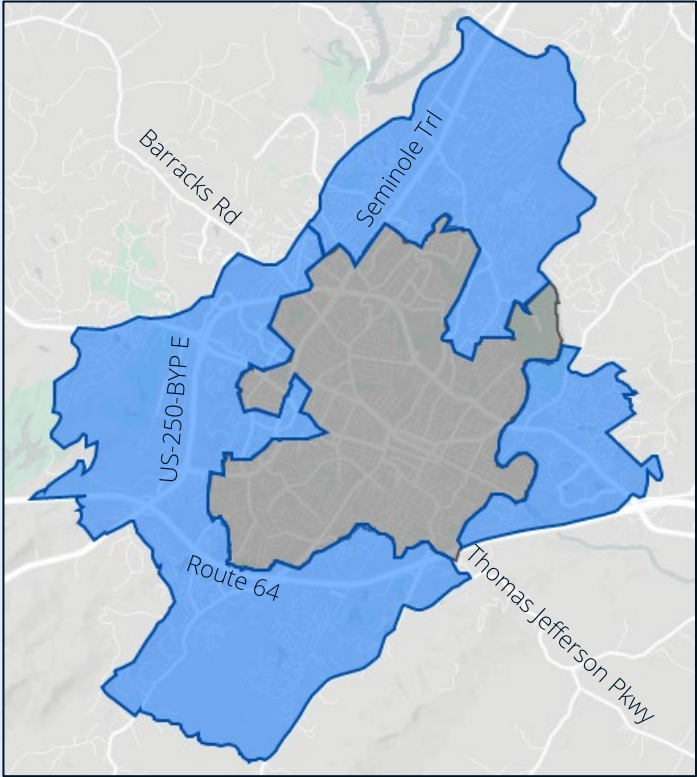 Seminole Trl
Barracks Rd
US-250-BYP E
Route 64
Thomas Jefferson Pkwy